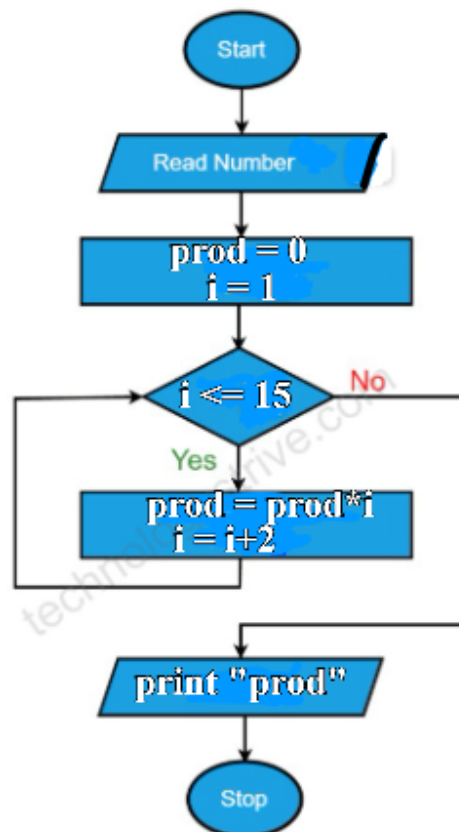 Start
Read Number
prod = 0
i = 1
i <= 15
No
Yes
prod = prod*i
i = i+2
print "prod"
Stop